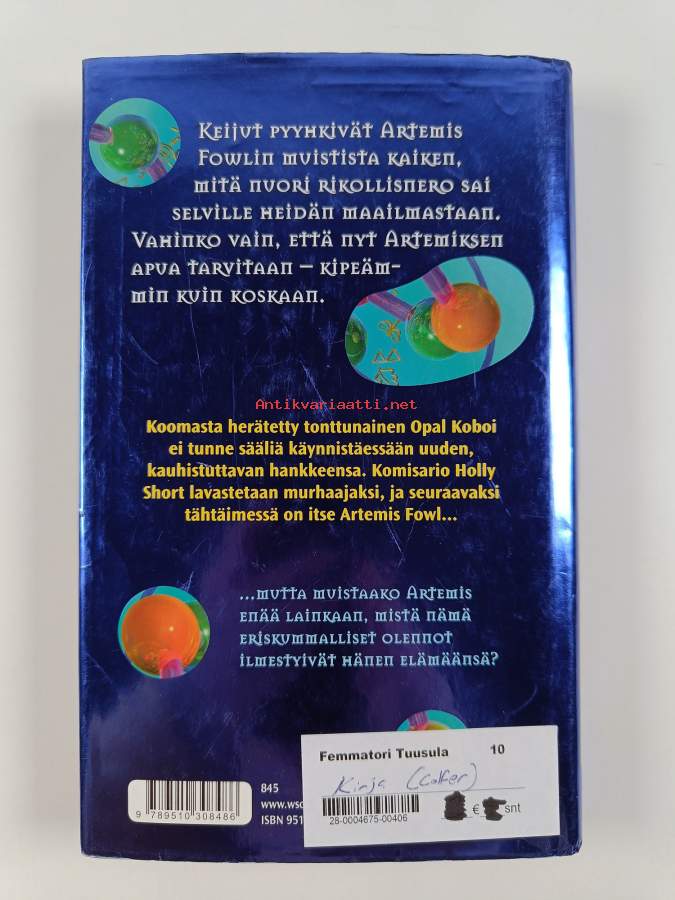 Keijut pyyhkivät Artemis
Fowlin muistista kaiken,
mitä nuori rikollisnero sai
selville heidän maailmastaan.
Vahinko vain, että nyt Artemiksen
apua tarvitaan – kipeäm-
min kuin koskaan.
Antikvariaatti.net
Koomasta herätetty tonttunainen Opal Koboi
ei tunne sääliä käynnistäessään uuden,
kauhistuttavan hankkeensa. Komisario Holly
Short lavastetaan murhaajaksi, ja seuraavaksi
tähtäimessä on itse Artemis Fowl...
...mutta muistaako Artemis
enää lainkaan, mistä nämä
eriskummalliset olennot
ilmestyivät hänen elämäänsä?
Femmatori Tuusula 10
Kirja (Colfer)
28-0004675-00406
€ snt
845
www.wso
ISBN 951
9 789510 308486